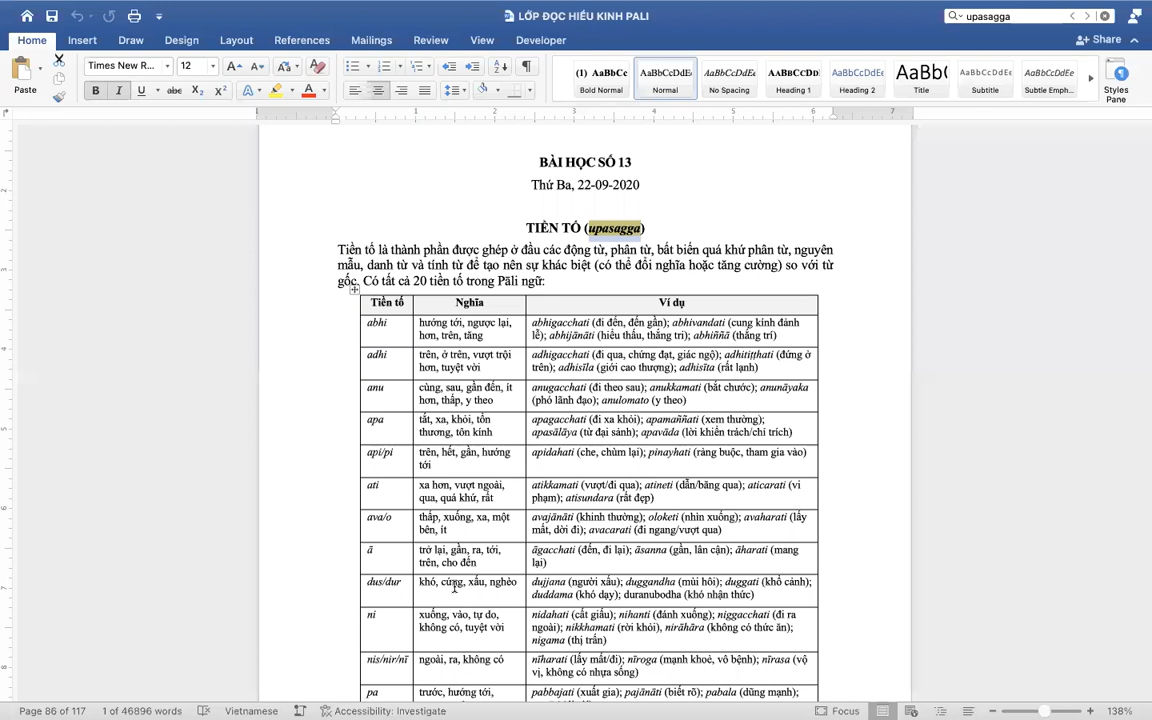 LỚP ĐỌC HIỂU KINH PALI
upasagga
Home Insert Draw Design Layout References Mailings Review View Developer
Share
Paste
Times New R... 12
(1) AaBbCc AaBbCcDdEe AaBbCcDdEe AaBbCcDD AaBbCcDdEe AaBb( AaBbCcDdEe AaBbCcDdEe
Bold Normal Normal No Spacing Heading 1 Heading 2 Title Subtitle Subtle Emph...
Styles Pane
BÀI HỌC SỐ 13
Thứ Ba, 22-09-2020
TIỀN TỐ (upasagga)
Tiền tố là thành phần được ghép ở đầu các động từ, phân từ, bất biến quá khứ phân từ, nguyên
mẫu, danh từ và tính từ để tạo nên sự khác biệt (có thể đổi nghĩa hoặc tăng cường) so với từ
gốc. Có tất cả 20 tiền tố trong Pāli ngữ:
Tiền tố Nghĩa Ví dụ
abhi hướng tới, ngược lại, abhigacchati (đi đến, đến gần); abhivandati (cung kính đảnh
hơn, trên, tăng lễ); abhijānāti (hiểu thấu, thắng tri); abhiññā (thắng trí)
adhi trên, ở trên, vượt trội adhigacchati (đi qua, chứng đạt, giác ngộ); adhitiṭṭhati (đứng ở
hơn, tuyệt vời trên); adhisīla (giới cao thượng); adhisīta (rất lạnh)
anu cùng, sau, gần đến, ít anugacchati (đi theo sau); anukkamati (bắt chước); anunāyaka
hơn, thấp, y theo (phó lãnh đạo); anulomato (y theo)
apa tắt, xa, khỏi, tổn apagacchati (đi xa khỏi); apamaññati (xem thường);
thương, tôn kính apasālāya (từ đại sảnh); apavāda (lời khiển trách/chỉ trích)
api/pi trên, hết, gần, hướng apidahati (che, chùm lại); pinayhati (ràng buộc, tham gia vào)
tới
ati xa hơn, vượt ngoài, atikkamati (vượt/đi qua); atineti (dẫn/băng qua); aticarati (vi
qua, quá khứ, rất phạm); atisundara (rất đẹp)
ava/o thấp, xuống, xa, một avajānāti (khinh thường); oloketi (nhìn xuống); avaharati (lấy
bên, ít mất, dời đi); avacarati (đi ngang/vượt qua)
ā trở lại, gần, ra, tới, āgacchati (đến, đi lại); āsanna (gần, lân cận); āharati (mang
trên, cho đến lại)
dus/dur khó, cứng, xấu, nghèo dujjana (người xấu); duggandha (mùi hôi); duggati (khổ cảnh);
duddama (khó dạy); duranubodha (khó nhận thức)
ni xuống, vào, tự do, nidahati (cất giấu); nihanti (đánh xuống); niggacchati (đi ra
không có, tuyệt vời ngoài); nikkhamati (rời khỏi), nirāhāra (không có thức ăn);
nigama (thị trấn)
nis/nir/nī ngoài, ra, không có nīharati (lấy mất/đi); nīroga (mạnh khoẻ, vô bệnh); nīrasa (vô
vị, không có nhựa sống)
pa trước, hướng tới, pabbajati (xuất gia); pajānāti (biết rõ); pabala (dũng mạnh);
Page 86 of 117 1 of 46896 words Vietnamese Accessibility: Investigate Focus 138%